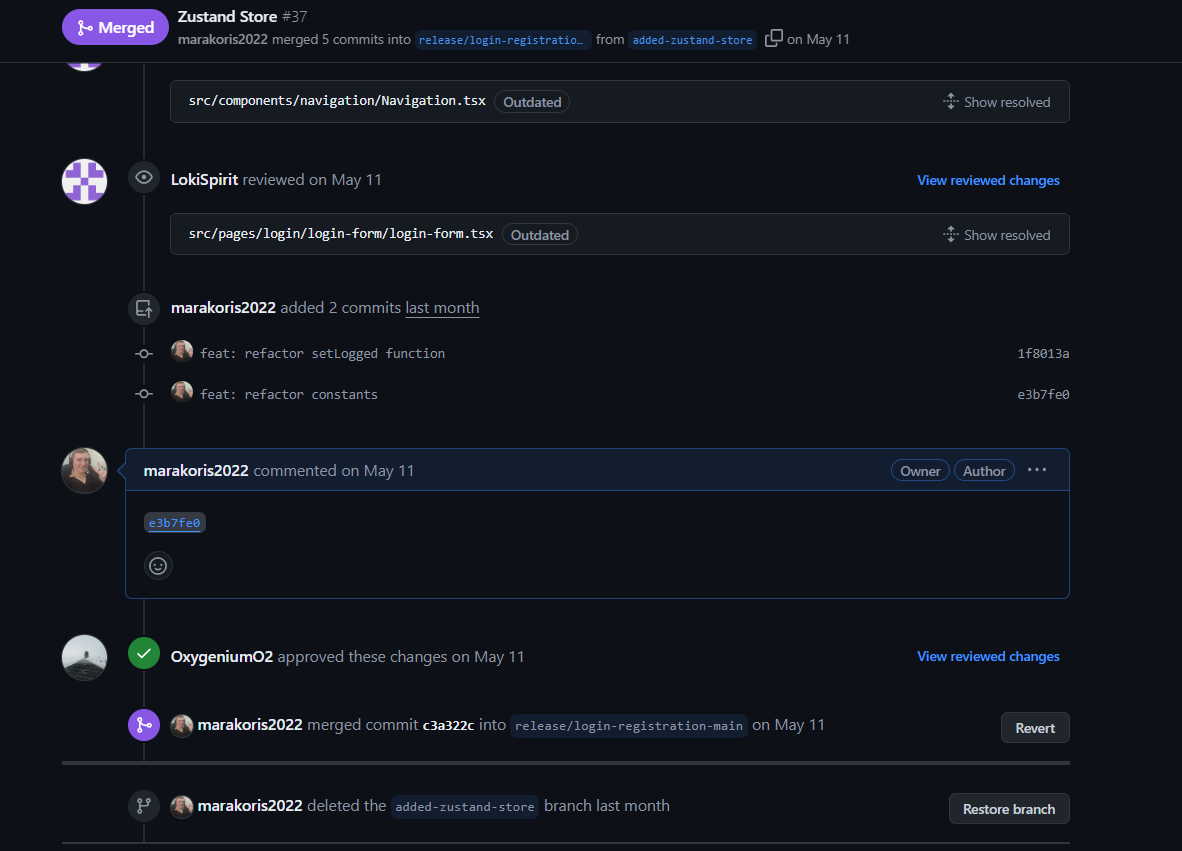 Merged
Zustand Store #37
marakoris2022 merged 5 commits into release/login-registratio… from added-zustand-store on May 11
src/components/navigation/Navigation.tsx Outdated Show resolved
LokiSpirit reviewed on May 11 View reviewed changes
src/pages/login/login-form/login-form.tsx Outdated Show resolved
marakoris2022 added 2 commits last month
feat: refactor setLogged function 1f8013a
feat: refactor constants e3b7fe0
marakoris2022 commented on May 11 Owner Author ...
e3b7fe0
OxygeniumO2 approved these changes on May 11 View reviewed changes
marakoris2022 merged commit c3a322c into release/login-registration-main on May 11 Revert
marakoris2022 deleted the added-zustand-store branch last month Restore branch